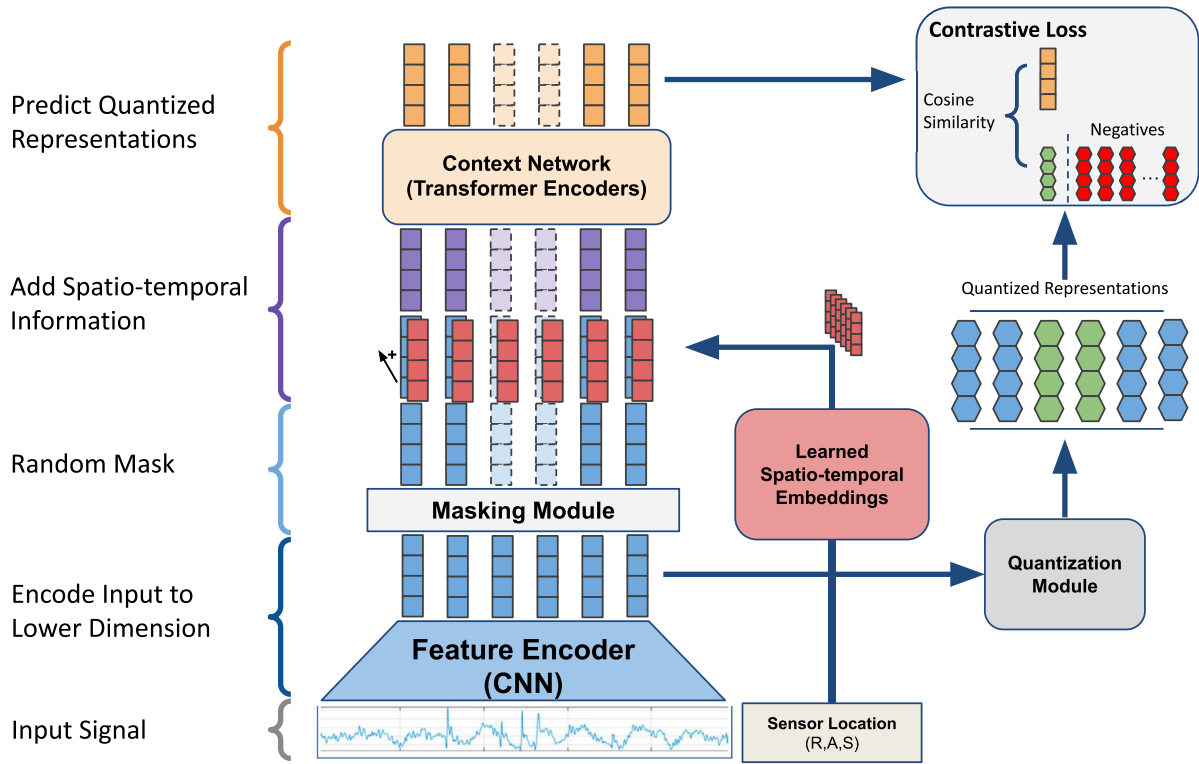 Predict Quantized
Representations
Add Spatio-temporal
Information
Random Mask
Encode Input to
Lower Dimension
Input Signal
Context Network
(Transformer Encoders)
+
Masking Module
Feature Encoder
(CNN)
Learned
Spatio-temporal
Embeddings
Sensor Location
(R,A,S)
Contrastive Loss
Cosine
Similarity
Negatives
...
Quantized Representations
Quantization
Module